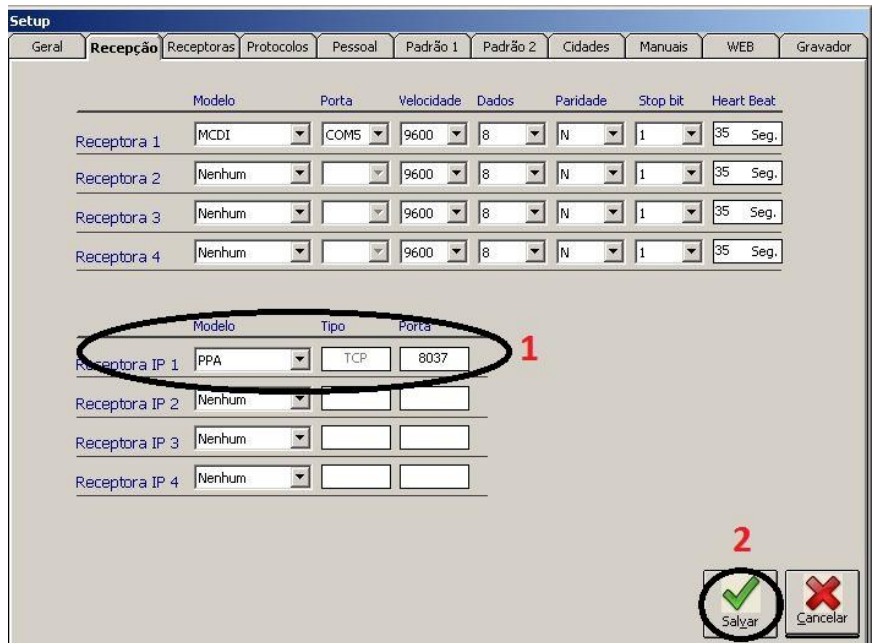 Setup
Geral Recepção Receptoras Protocolos Pessoal Padrão 1 Padrão 2 Cidades Manuais WEB Gravador
Modelo Porta Velocidade Dados Paridade Stop bit Heart Beat
Receptora 1 MCDI COM5 9600 8 N 1 35 Seg.
Receptora 2 Nenhum 9600 8 N 1 35 Seg.
Receptora 3 Nenhum 9600 8 N 1 35 Seg.
Receptora 4 Nenhum 9600 8 N 1 35 Seg.
Modelo Tipo Porta
Receptora IP 1 PPA TCP 8037 1
Receptora IP 2 Nenhum
Receptora IP 3 Nenhum
Receptora IP 4 Nenhum
2
Salvar Cancelar